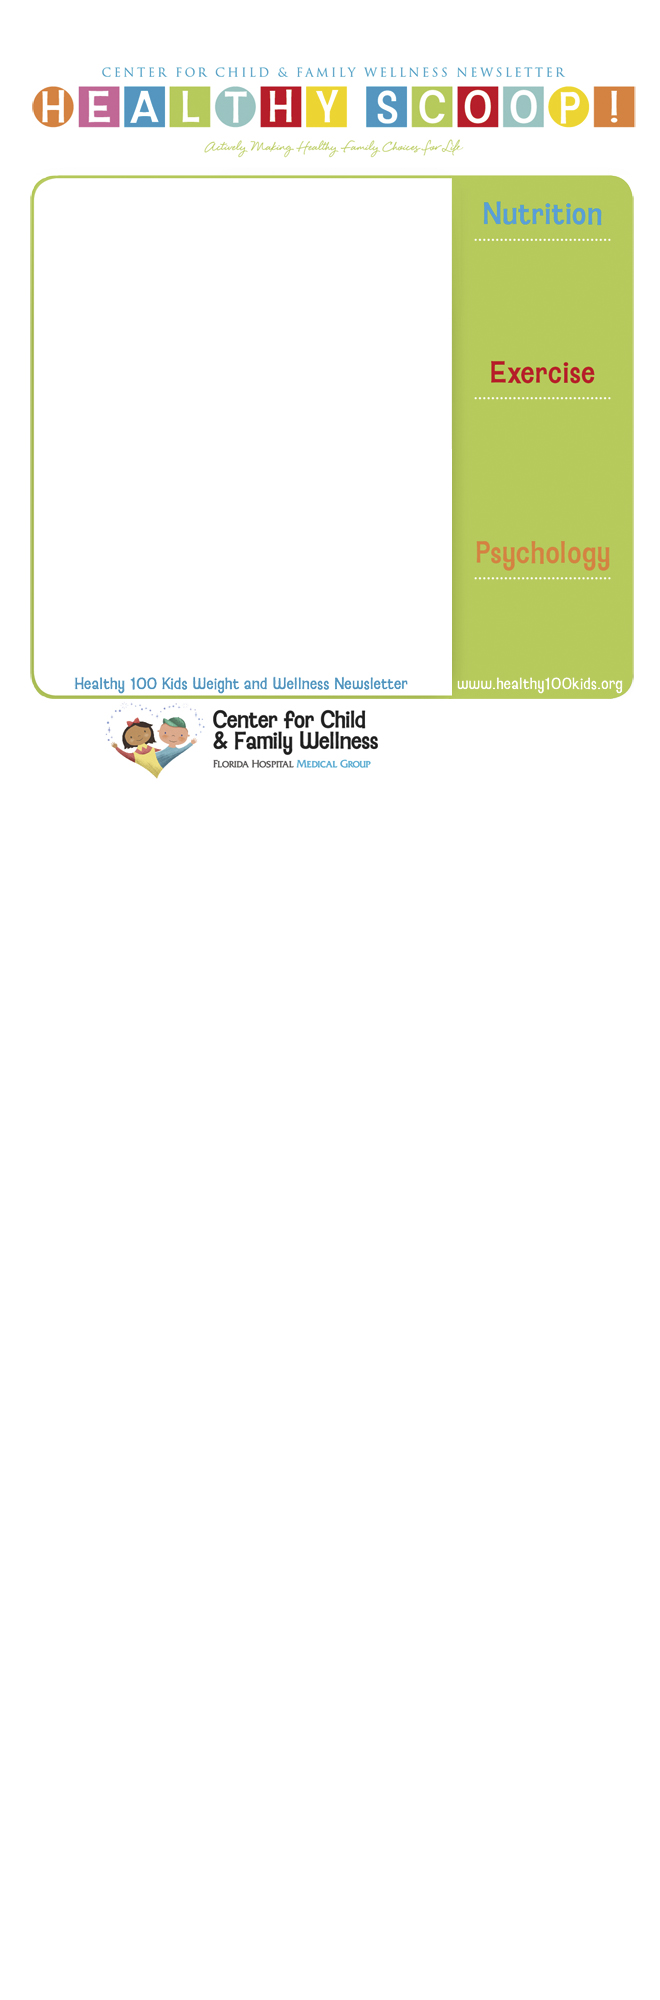 CENTER FOR CHILD & FAMILY WELLNESS NEWSLETTER
HEALTHY SCOOP!
Actively Making Healthy Family Choices for Life
Nutrition
Exercise
Psychology
Healthy 100 Kids Weight and Wellness Newsletter
www.healthy100kids.org
Center for Child
& Family Wellness
FLORIDA HOSPITAL MEDICAL GROUP